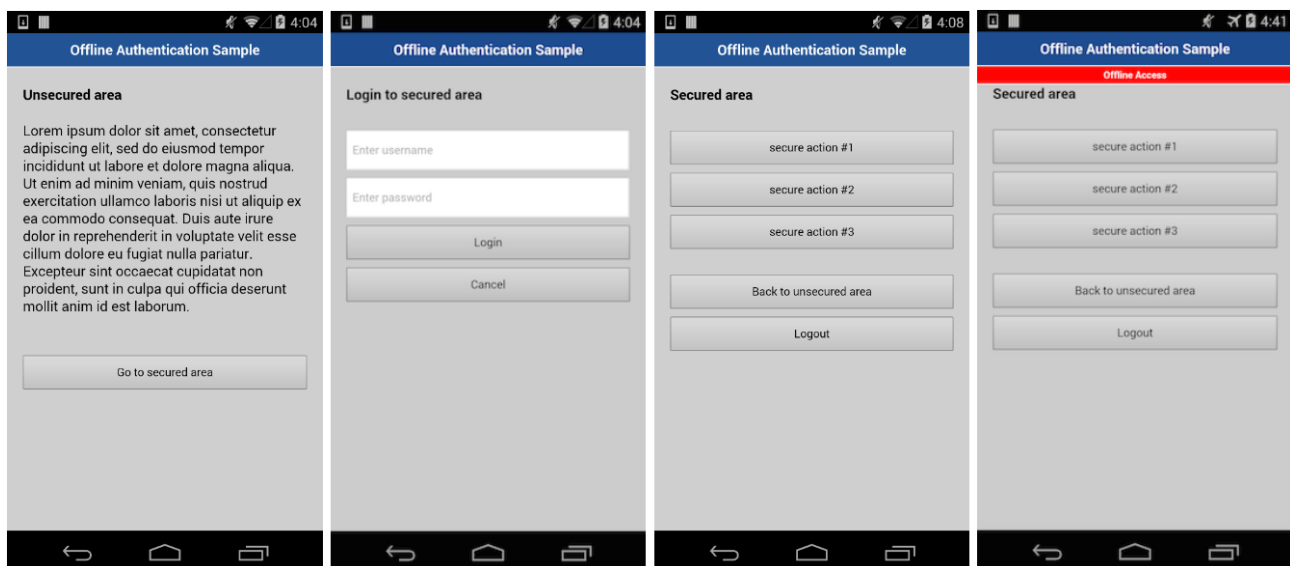 4:04
Offline Authentication Sample
Unsecured area
Lorem ipsum dolor sit amet, consectetur
adipiscing elit, sed do eiusmod tempor
incididunt ut labore et dolore magna aliqua.
Ut enim ad minim veniam, quis nostrud
exercitation ullamco laboris nisi ut aliquip ex
ea commodo consequat. Duis aute irure
dolor in reprehenderit in voluptate velit esse
cillum dolore eu fugiat nulla pariatur.
Excepteur sint occaecat cupidatat non
proident, sunt in culpa qui officia deserunt
mollit anim id est laborum.
Go to secured area
4:04
Offline Authentication Sample
Login to secured area
Enter username
Enter password
Login
Cancel
4:08
Offline Authentication Sample
Secured area
secure action #1
secure action #2
secure action #3
Back to unsecured area
Logout
4:41
Offline Authentication Sample
Offline Access
Secured area
secure action #1
secure action #2
secure action #3
Back to unsecured area
Logout